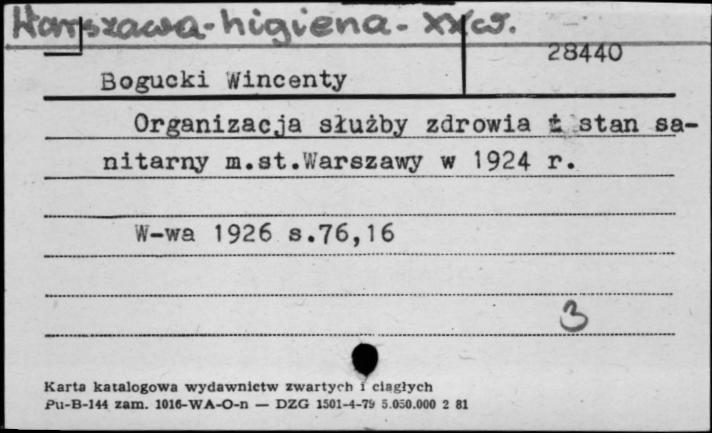 Warszawa-higiena-XXw.
28440
Bogucki Wincenty
Organizacja służby zdrowia i stan sa-
nitarny m.st.Warszawy w 1924 r.
W-wa 1926 s.76,16
3
Karta katalogowa wydawnictw zwartych i ciągłych
Pu-B-144 zam. 1016-WA-O-n — DZG 1501-4-79 5.050.000 2 81